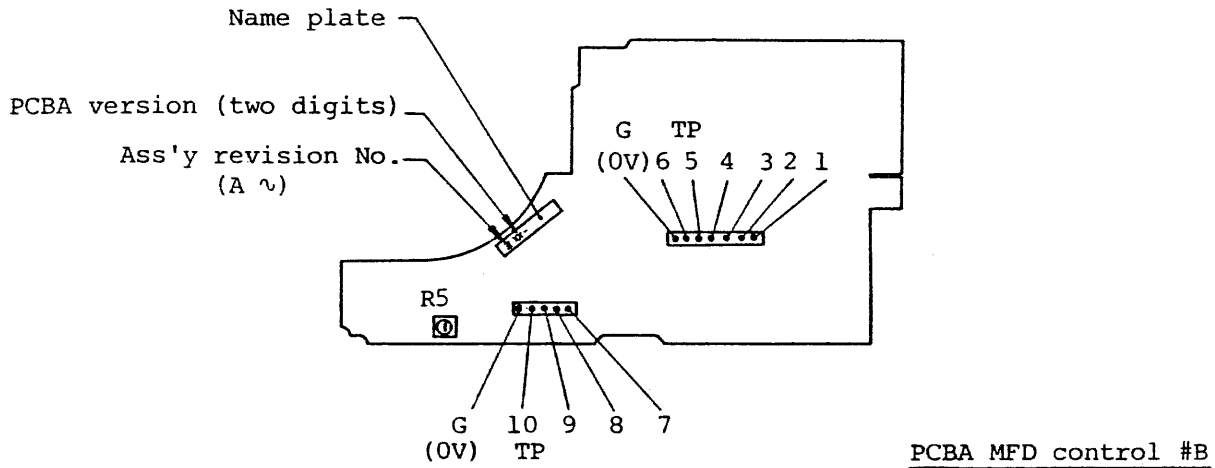 Name plate
PCBA version (two digits)
Ass'y revision No.
(A ∿)
G TP
(0V) 6 5 4 3 2 1
R5
G 10 9 8 7
(0V) TP
PCBA MFD control #B